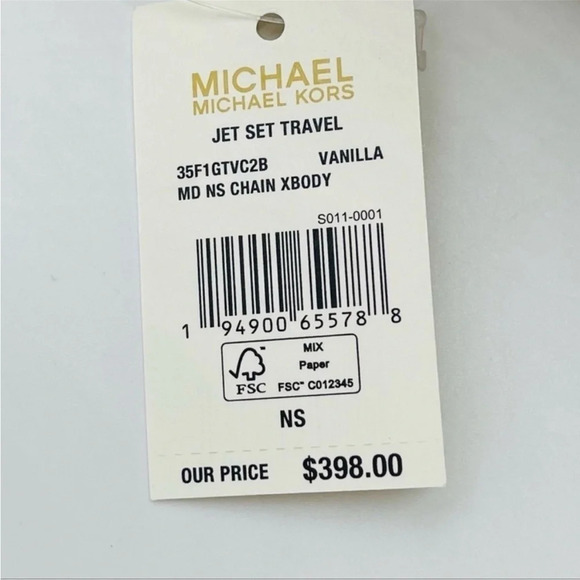 MICHAEL
MICHAEL KORS
JET SET TRAVEL
35F1GTVC2B VANILLA
MD NS CHAIN XBODY
S011-0001
1 94900 65578 8
MIX
Paper
FSC FSC™ C012345
NS
OUR PRICE $398.00